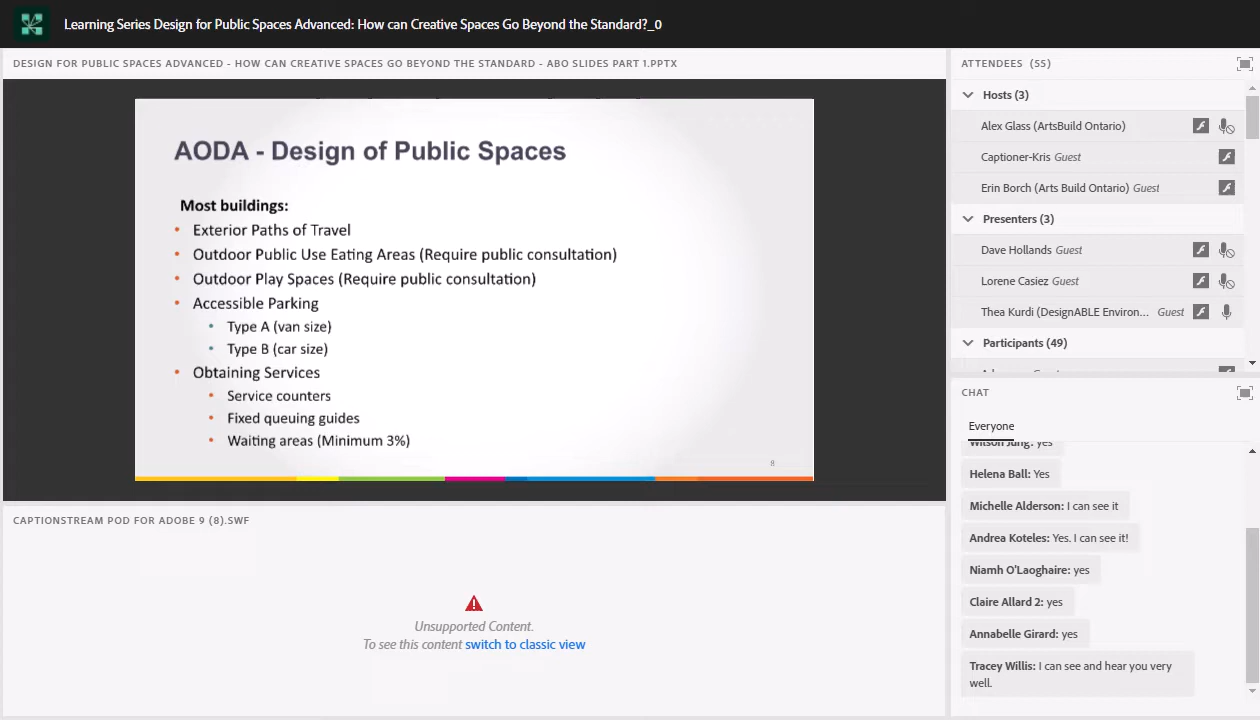 Learning Series Design for Public Spaces Advanced: How can Creative Spaces Go Beyond the Standard?_0
DESIGN FOR PUBLIC SPACES ADVANCED - HOW CAN CREATIVE SPACES GO BEYOND THE STANDARD - ABO SLIDES PART 1.PPTX
AODA - Design of Public Spaces
Most buildings:
• Exterior Paths of Travel
• Outdoor Public Use Eating Areas (Require public consultation)
• Outdoor Play Spaces (Require public consultation)
• Accessible Parking
• Type A (van size)
• Type B (car size)
• Obtaining Services
• Service counters
• Fixed queuing guides
• Waiting areas (Minimum 3%)
8
CAPTIONSTREAM POD FOR ADOBE 9 (8).SWF
Unsupported Content.
To see this content switch to classic view
ATTENDEES (55)
Hosts (3)
Alex Glass (ArtsBuild Ontario)
Captioner-Kris Guest
Erin Borch (Arts Build Ontario) Guest
Presenters (3)
Dave Hollands Guest
Lorene Casiez Guest
Thea Kurdi (DesignABLE Environ... Guest
Participants (49)
CHAT
Everyone
Wilson Jung: yes
Helena Ball: Yes
Michelle Alderson: I can see it
Andrea Koteles: Yes. I can see it!
Niamh O'Laoghaire: yes
Claire Allard 2: yes
Annabelle Girard: yes
Tracey Willis: I can see and hear you very
well.